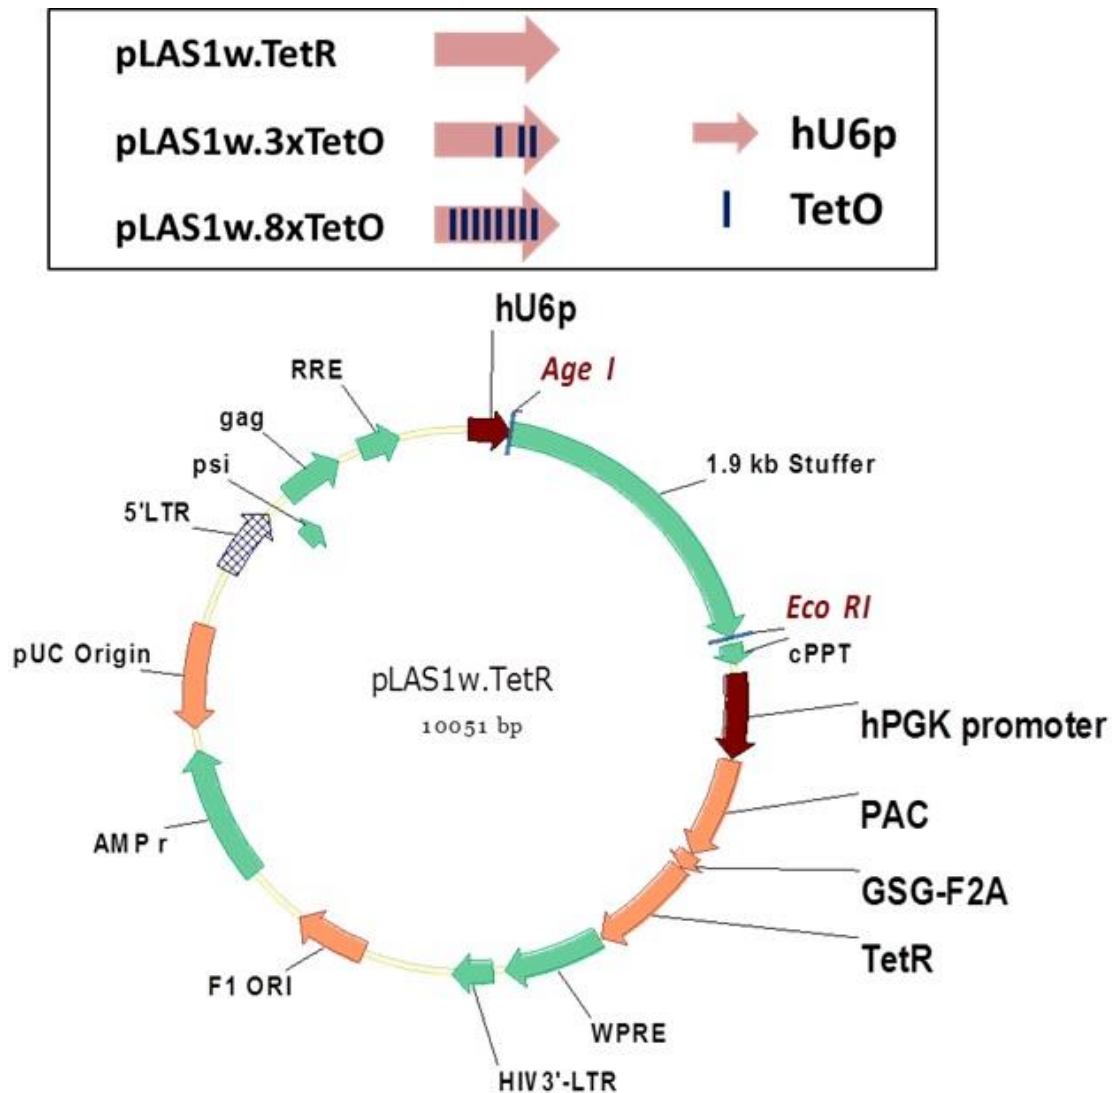 pLAS1w.TetR
pLAS1w.3xTetO
pLAS1w.8xTetO
hU6p
TetO
hU6p
Age I
RRE
gag
psi
5'LTR
1.9 kb Stuffer
Eco RI
cPPT
pUC Origin
pLAS1w.TetR
10051 bp
hPGK promoter
PAC
AMP r
GSG-F2A
TetR
F1 ORI
WPRE
HIV3'-LTR